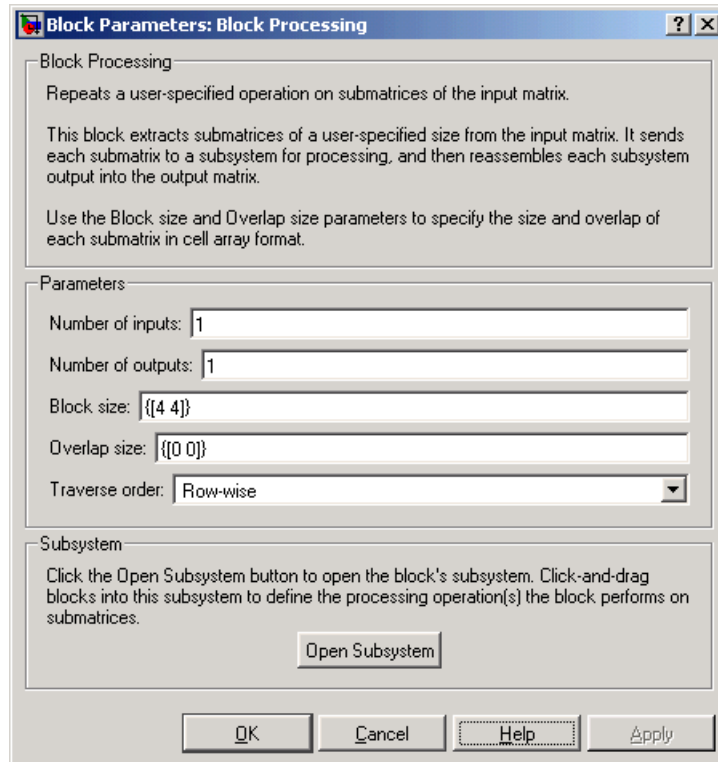 Block Parameters: Block Processing
Block Processing
Repeats a user-specified operation on submatrices of the input matrix.
This block extracts submatrices of a user-specified size from the input matrix. It sends
each submatrix to a subsystem for processing, and then reassembles each subsystem
output into the output matrix.
Use the Block size and Overlap size parameters to specify the size and overlap of
each submatrix in cell array format.
Parameters
Number of inputs: 1
Number of outputs: 1
Block size: {[4 4]}
Overlap size: {[0 0]}
Traverse order: Row-wise
Subsystem
Click the Open Subsystem button to open the block's subsystem. Click-and-drag
blocks into this subsystem to define the processing operation(s) the block performs on
submatrices.
Open Subsystem
OK Cancel Help Apply